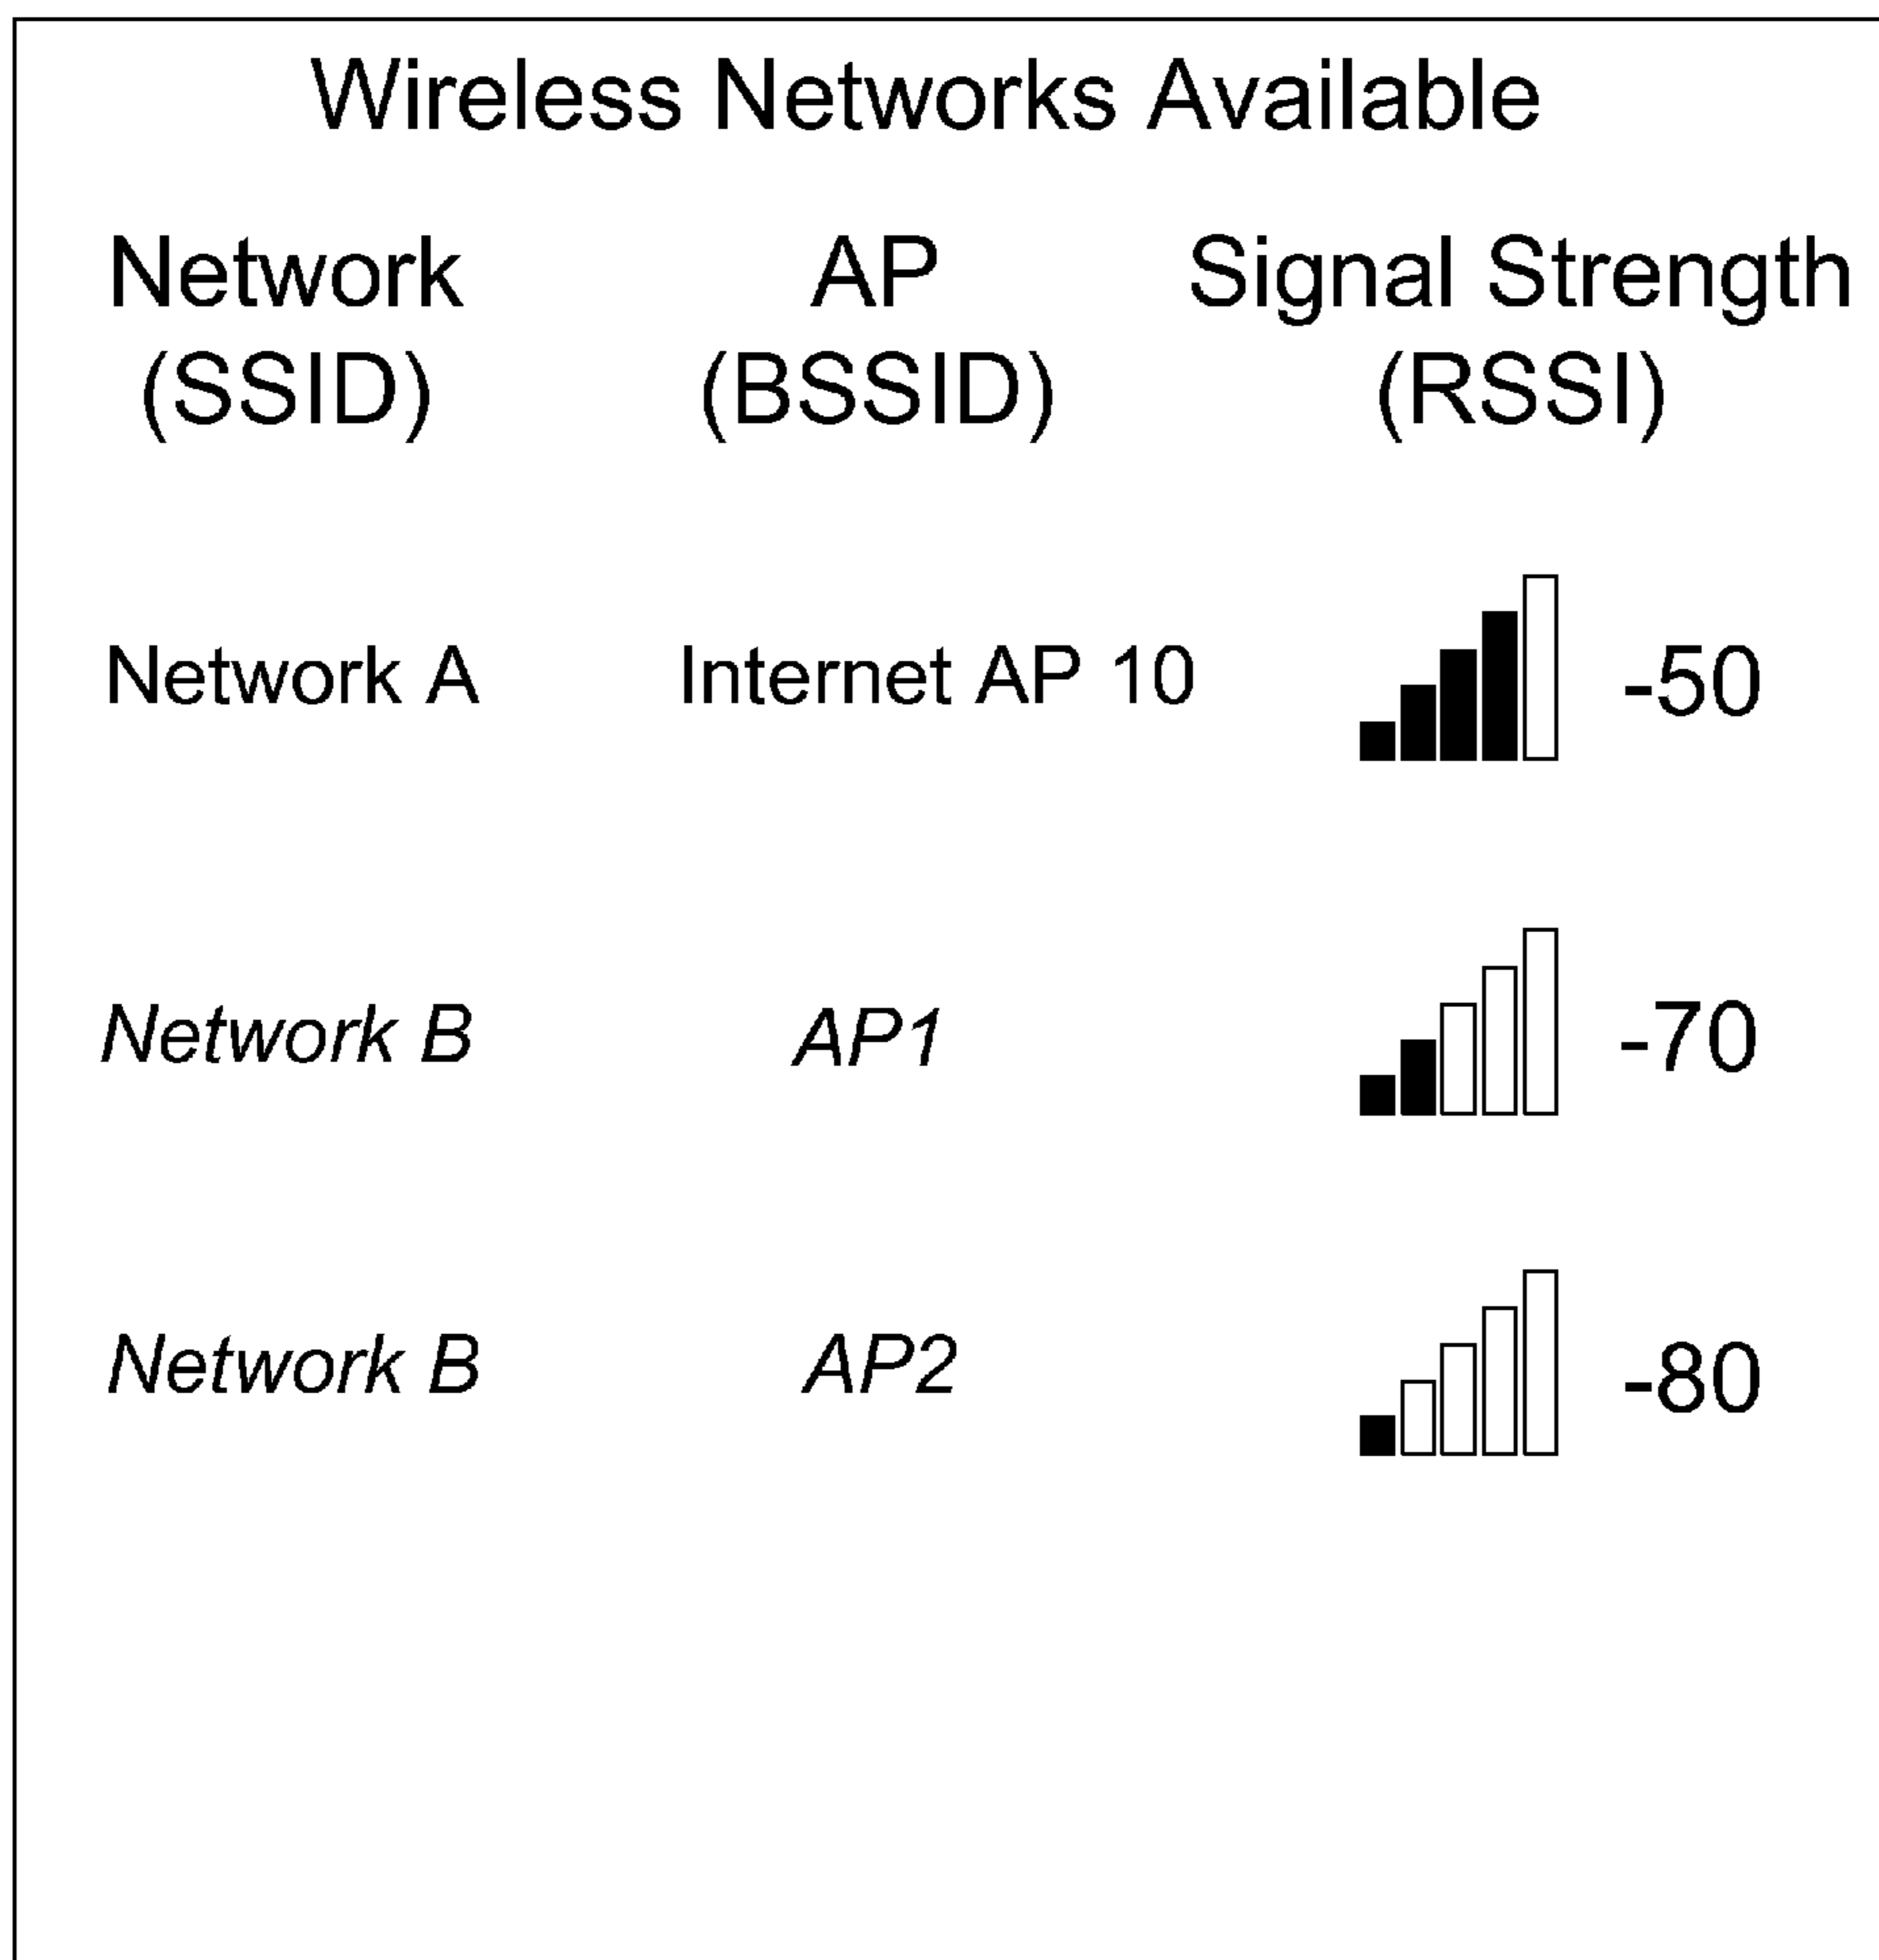 Wireless Networks Available
Network AP Signal Strength
(SSID) (BSSID) (RSSI)
Network A Internet AP 10 -50
Network B AP1 -70
Network B AP2 -80